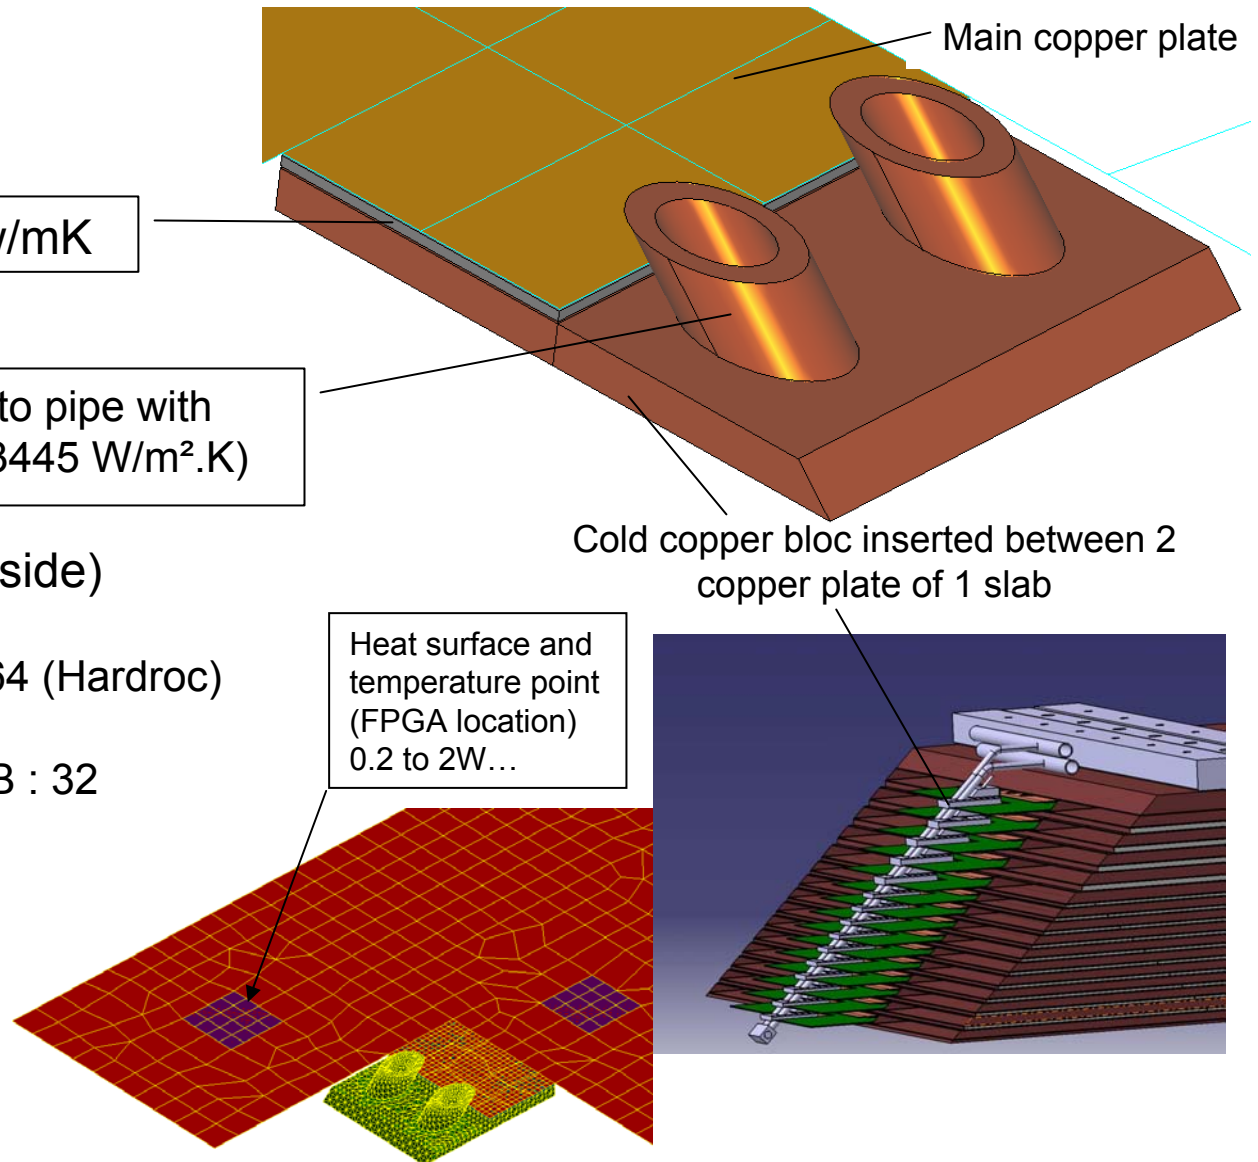 Main copper plate
w/mK
to pipe with
3445 W/m².K)
Cold copper bloc inserted between 2
copper plate of 1 slab
side)
Heat surface and
temperature point
(FPGA location)
0.2 to 2W…
64 (Hardroc)
B : 32